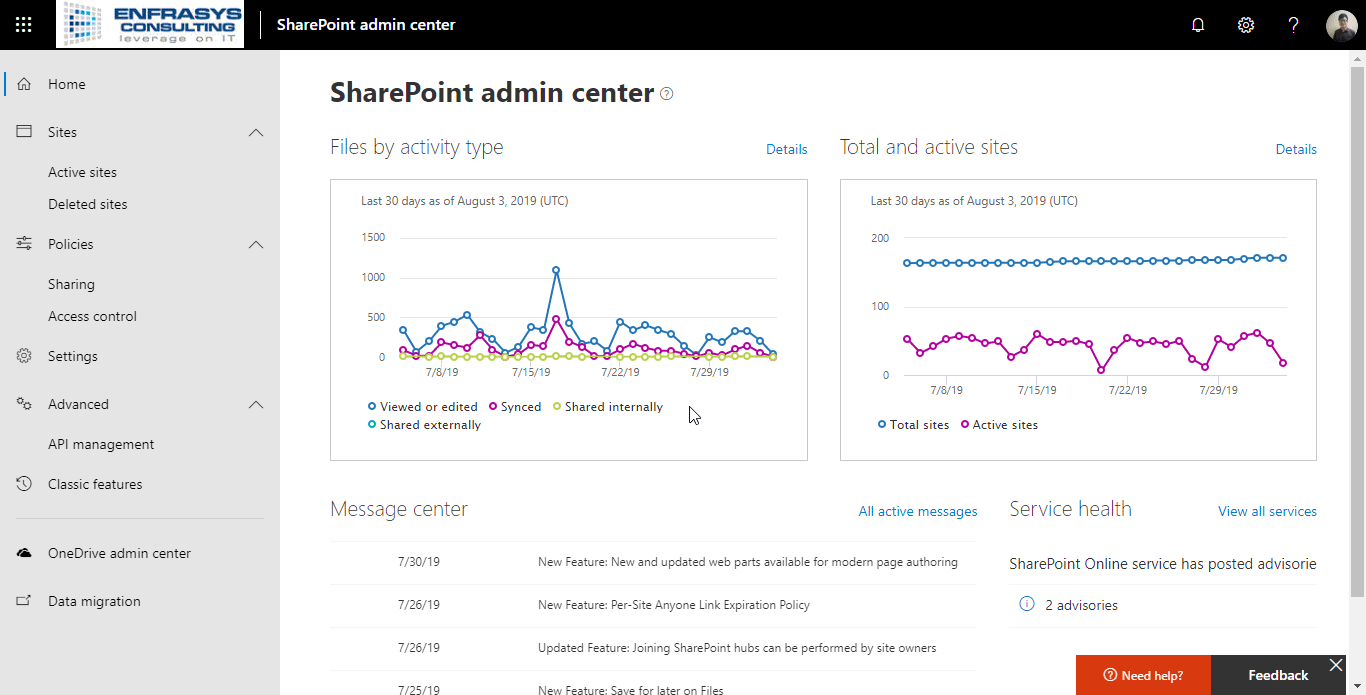 ENFRASYS
CONSULTING
leverage on IT
SharePoint admin center
Home
Sites
Active sites
Deleted sites
Policies
Sharing
Access control
Settings
Advanced
API management
Classic features
OneDrive admin center
Data migration
SharePoint admin center
Files by activity type Details
Last 30 days as of August 3, 2019 (UTC)
1500
1000
500
0
7/8/19 7/15/19 7/22/19 7/29/19
Viewed or edited Synced Shared internally
Shared externally
Total and active sites Details
Last 30 days as of August 3, 2019 (UTC)
200
100
0
7/8/19 7/15/19 7/22/19 7/29/19
Total sites Active sites
Message center All active messages
7/30/19 New Feature: New and updated web parts available for modern page authoring
7/26/19 New Feature: Per-Site Anyone Link Expiration Policy
7/26/19 Updated Feature: Joining SharePoint hubs can be performed by site owners
7/25/19 New Feature: Save for later on Files
Service health View all services
SharePoint Online service has posted advisorie
2 advisories
Need help? Feedback